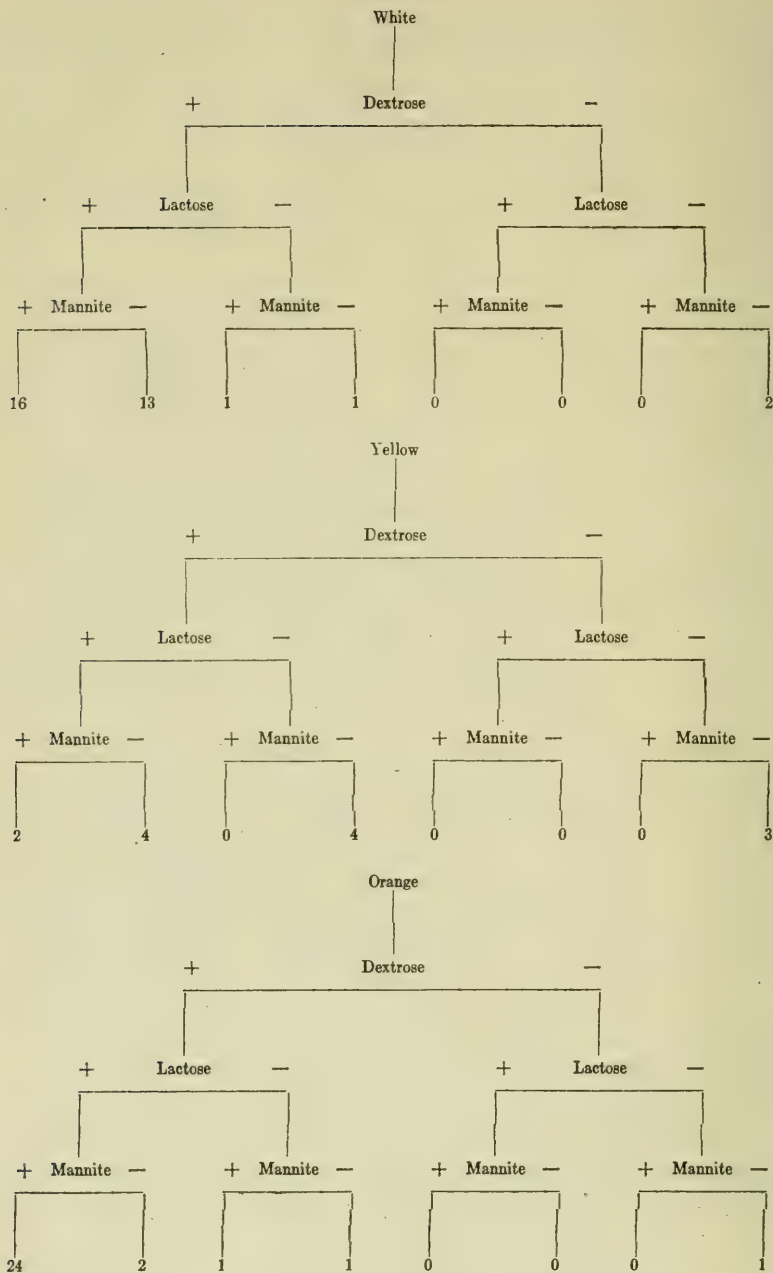 White
+ Dextrose −
+ Lactose − + Lactose −
+ Mannite − + Mannite − + Mannite − + Mannite −
16 13 1 1 0 0 0 2
Yellow
+ Dextrose −
+ Lactose − + Lactose −
+ Mannite − + Mannite − + Mannite − + Mannite −
2 4 0 4 0 0 0 3
Orange
+ Dextrose −
+ Lactose − + Lactose −
+ Mannite − + Mannite − + Mannite − + Mannite −
24 2 1 1 0 0 0 1